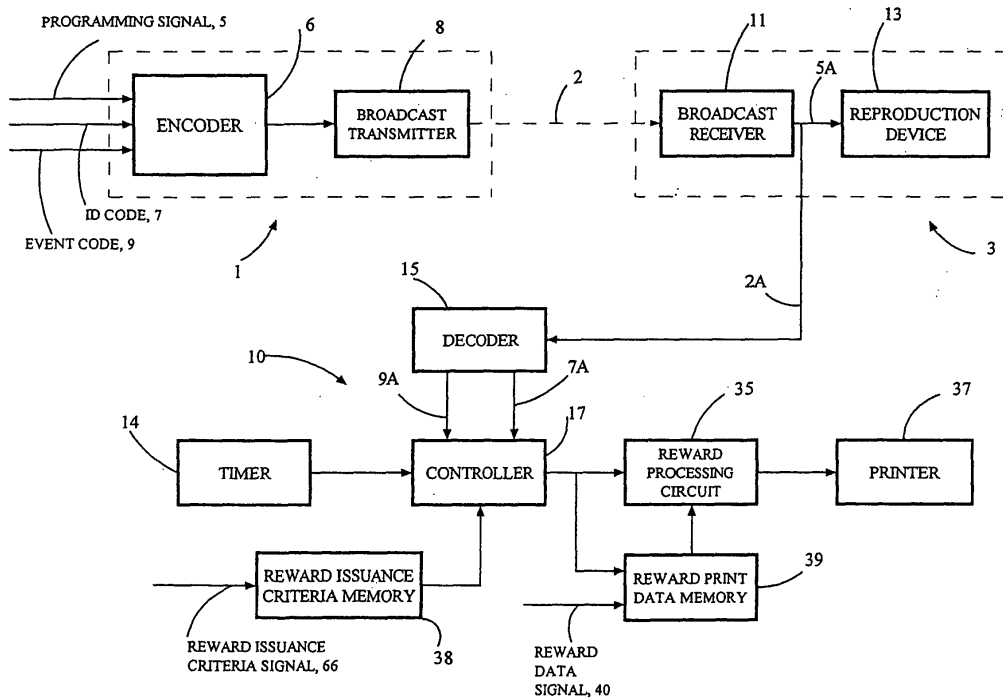 PROGRAMMING SIGNAL, 5
6
8
11
13
5A
2
ENCODER
BROADCAST
TRANSMITTER
BROADCAST
RECEIVER
REPRODUCTION
DEVICE
ID CODE, 7
EVENT CODE, 9
1
3
15
2A
DECODER
10
9A
7A
14
17
35
37
TIMER
CONTROLLER
REWARD
PROCESSING
CIRCUIT
PRINTER
REWARD ISSUANCE
CRITERIA MEMORY
REWARD PRINT
DATA MEMORY
39
REWARD ISSUANCE
CRITERIA SIGNAL, 66
38
REWARD
DATA
SIGNAL, 40